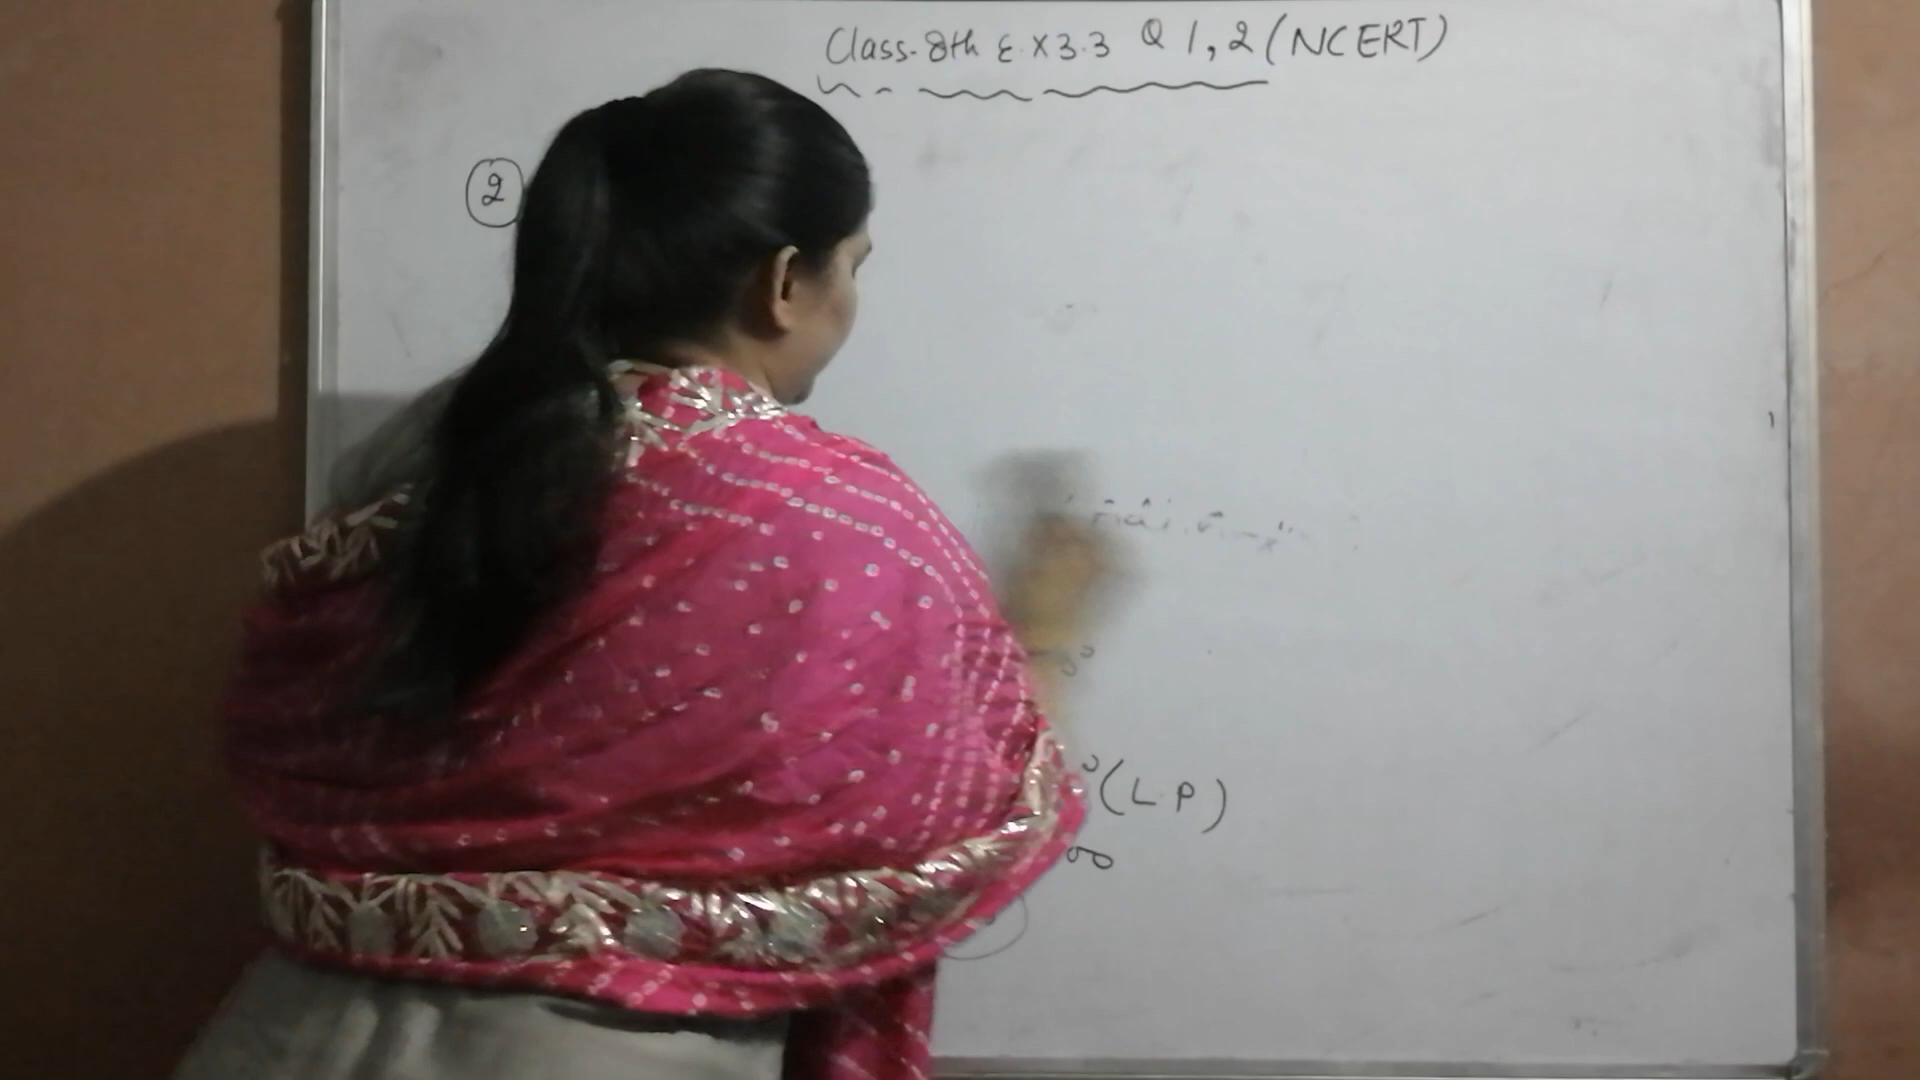 Class-8th Ex 3.3 Q 1, 2 (NCERT)
2
(L.P)